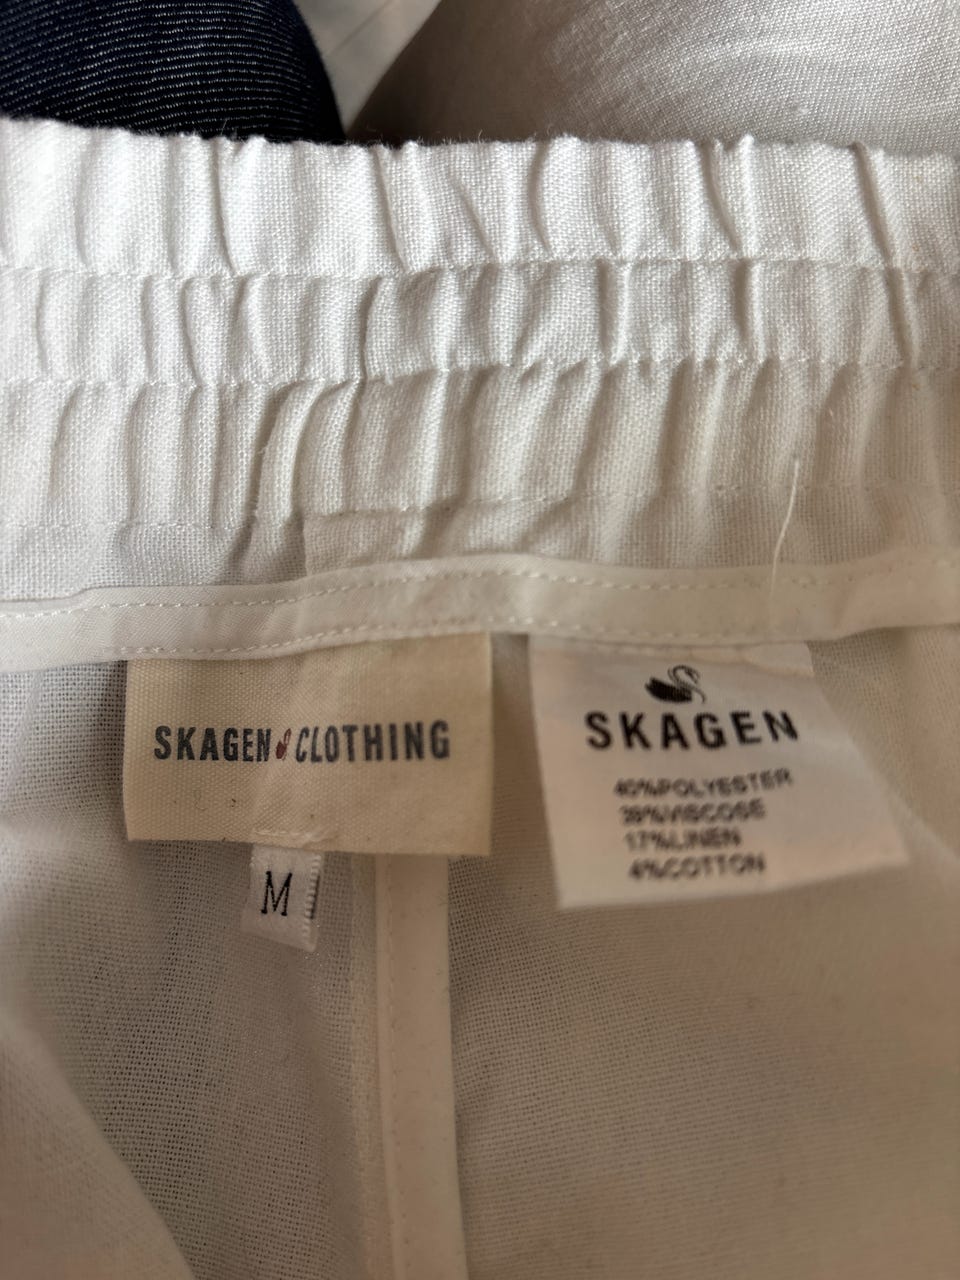 SKAGEN CLOTHING
M
SKAGEN
40%POLYESTER
39%VISCOSE
17%LINEN
4%COTTON